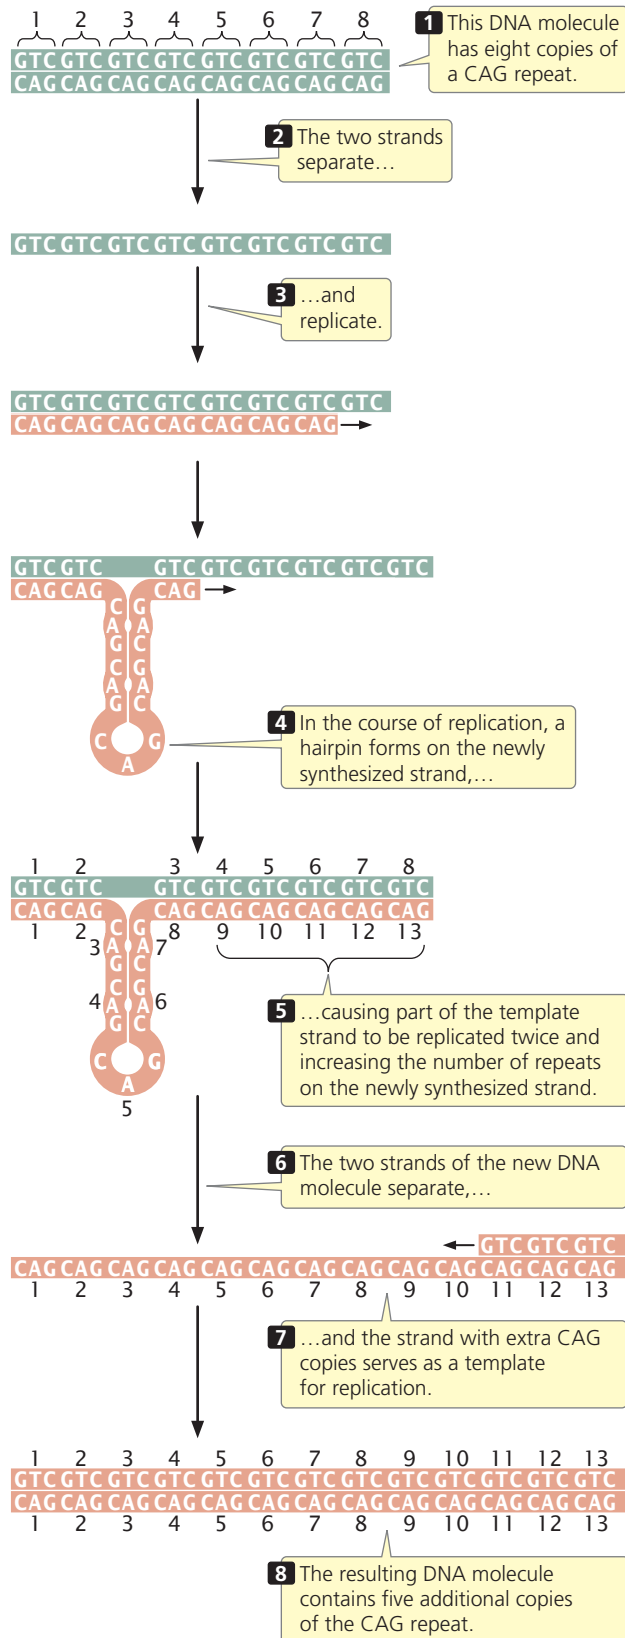 1 2 3 4 5 6 7 8
1 This DNA molecule
has eight copies of
a CAG repeat.
GTC GTC GTC GTC GTC GTC GTC GTC
CAG CAG CAG CAG CAG CAG CAG CAG
2 The two strands
separate…
GTC GTC GTC GTC GTC GTC GTC GTC
3 …and
replicate.
GTC GTC GTC GTC GTC GTC GTC GTC
CAG CAG CAG CAG CAG CAG CAG
GTC GTC GTC GTC GTC GTC GTC GTC
CAG CAG CAG
C G
A A
G C
C G
A A
G C
C G
A
4 In the course of replication, a
hairpin forms on the newly
synthesized strand,…
1 2 3 4 5 6 7 8
GTC GTC GTC GTC GTC GTC GTC GTC
CAG CAG CAG CAG CAG CAG CAG CAG
1 2 8 9 10 11 12 13
C G
3 A A 7
G C
C G
4 A A 6
G C
C G
A
5
5 …causing part of the template
strand to be replicated twice and
increasing the number of repeats
on the newly synthesized strand.
6 The two strands of the new DNA
molecule separate,…
GTC GTC GTC
CAG CAG CAG CAG CAG CAG CAG CAG CAG CAG CAG CAG CAG
1 2 3 4 5 6 7 8 9 10 11 12 13
7 …and the strand with extra CAG
copies serves as a template
for replication.
1 2 3 4 5 6 7 8 9 10 11 12 13
GTC GTC GTC GTC GTC GTC GTC GTC GTC GTC GTC GTC GTC
CAG CAG CAG CAG CAG CAG CAG CAG CAG CAG CAG CAG CAG
1 2 3 4 5 6 7 8 9 10 11 12 13
8 The resulting DNA molecule
contains five additional copies
of the CAG repeat.